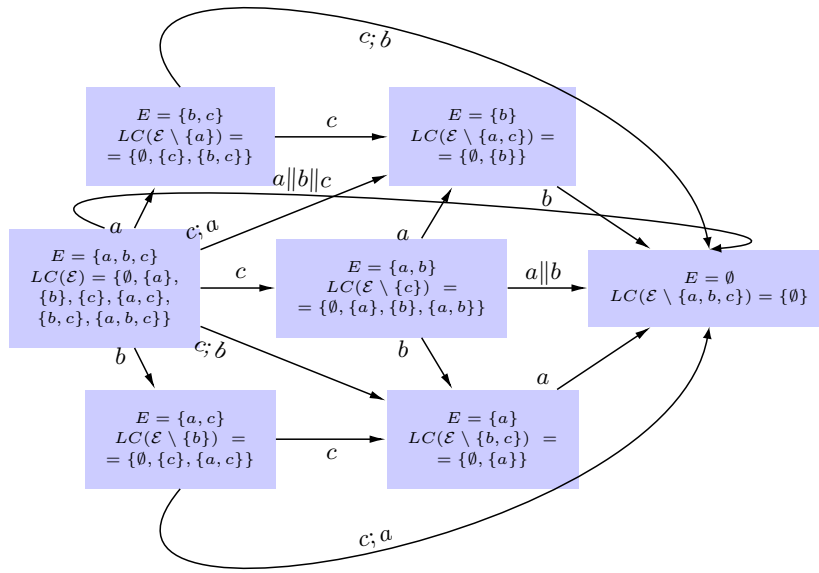 c; b
E = {b, c}
LC(ℰ \ {a}) =
= {∅, {c}, {b, c}}
c
E = {b}
LC(ℰ \ {a, c}) =
= {∅, {b}}
a∥b∥c
b
a
c; a
a
E = {a, b, c}
LC(ℰ) = {∅, {a},
{b}, {c}, {a, c},
{b, c}, {a, b, c}}
c
E = {a, b}
LC(ℰ \ {c}) =
= {∅, {a}, {b}, {a, b}}
a∥b
E = ∅
LC(ℰ \ {a, b, c}) = {∅}
b
c; b
b
a
E = {a, c}
LC(ℰ \ {b}) =
= {∅, {c}, {a, c}}
c
E = {a}
LC(ℰ \ {b, c}) =
= {∅, {a}}
c; a